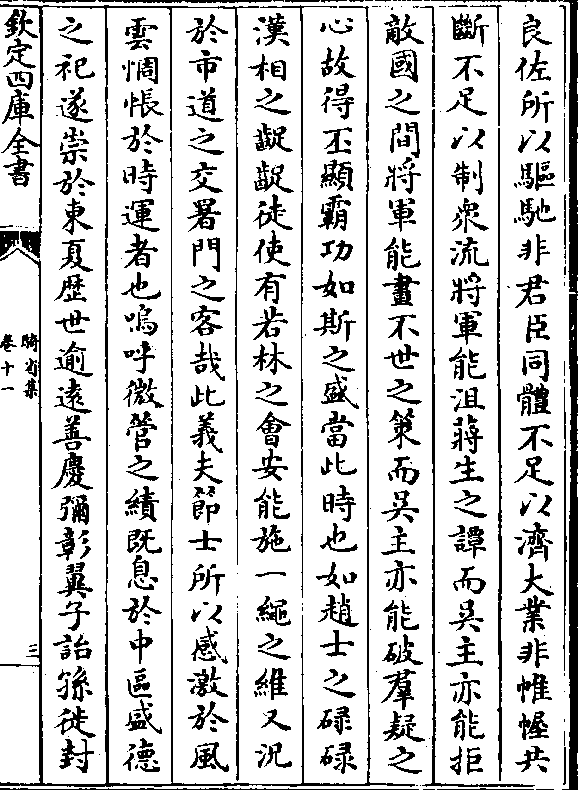 良佐所以驅馳非君臣同體不足以濟大業非帷幄共
斷不足以制衆流將軍能沮蔣生之譚而吳主亦能拒
敵國之間將軍能畫不世之策而吳主亦能破羣疑之
心故得丕顯霸功如斯之盛當此時也如趙士之碌碌
漢相之齪齪徒使有若林之會安能施一繩之維又況
於市道之交署門之客哉此義夫節士所以感激於風
雲惆悵於時運者也嗚呼微管之績既息於中區盛德
之祀遂崇於東夏歴世逾遠善慶彌彰翼子詒孫徙封
欽定四庫全書
騎省集
卷十一
三